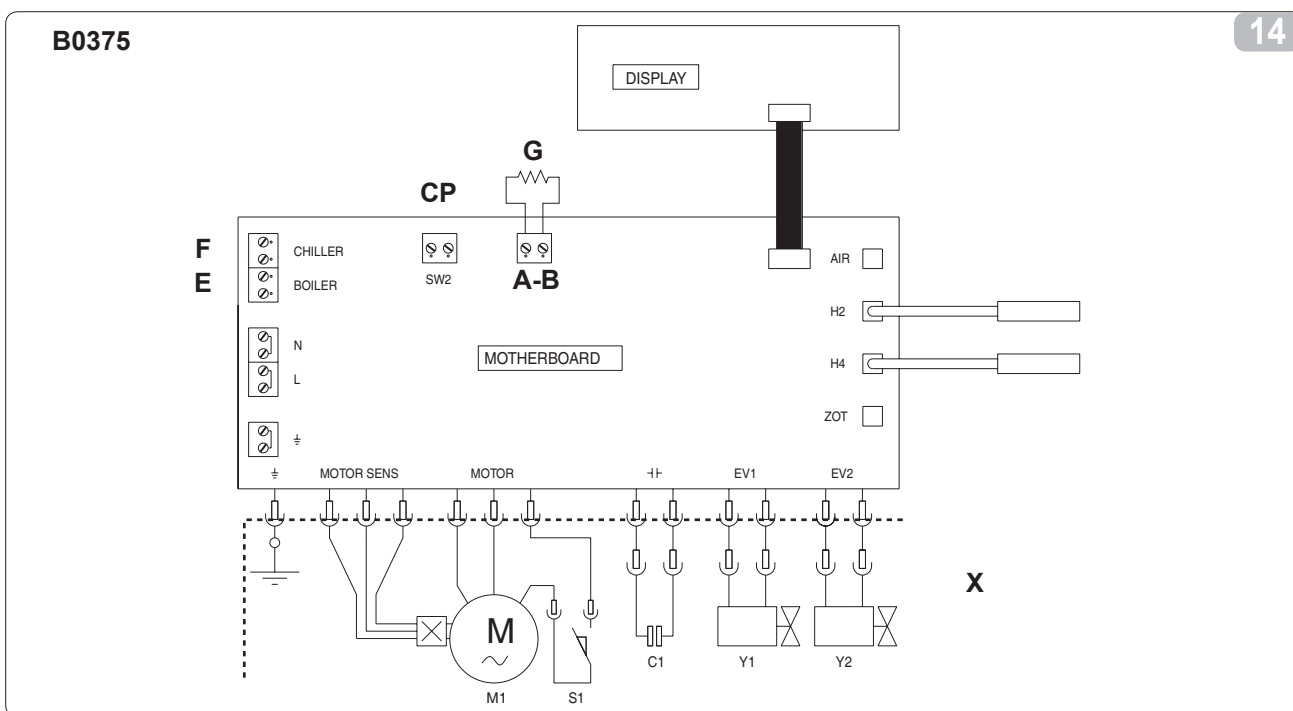 B0375
14
DISPLAY
G
CP
F
CHILLER
SW2
A-B
AIR
E
BOILER
H2
N
MOTHERBOARD
H4
L
ZOT
MOTOR SENS
MOTOR
EV1
EV2
X
M
C1
Y1
Y2
M1
S1